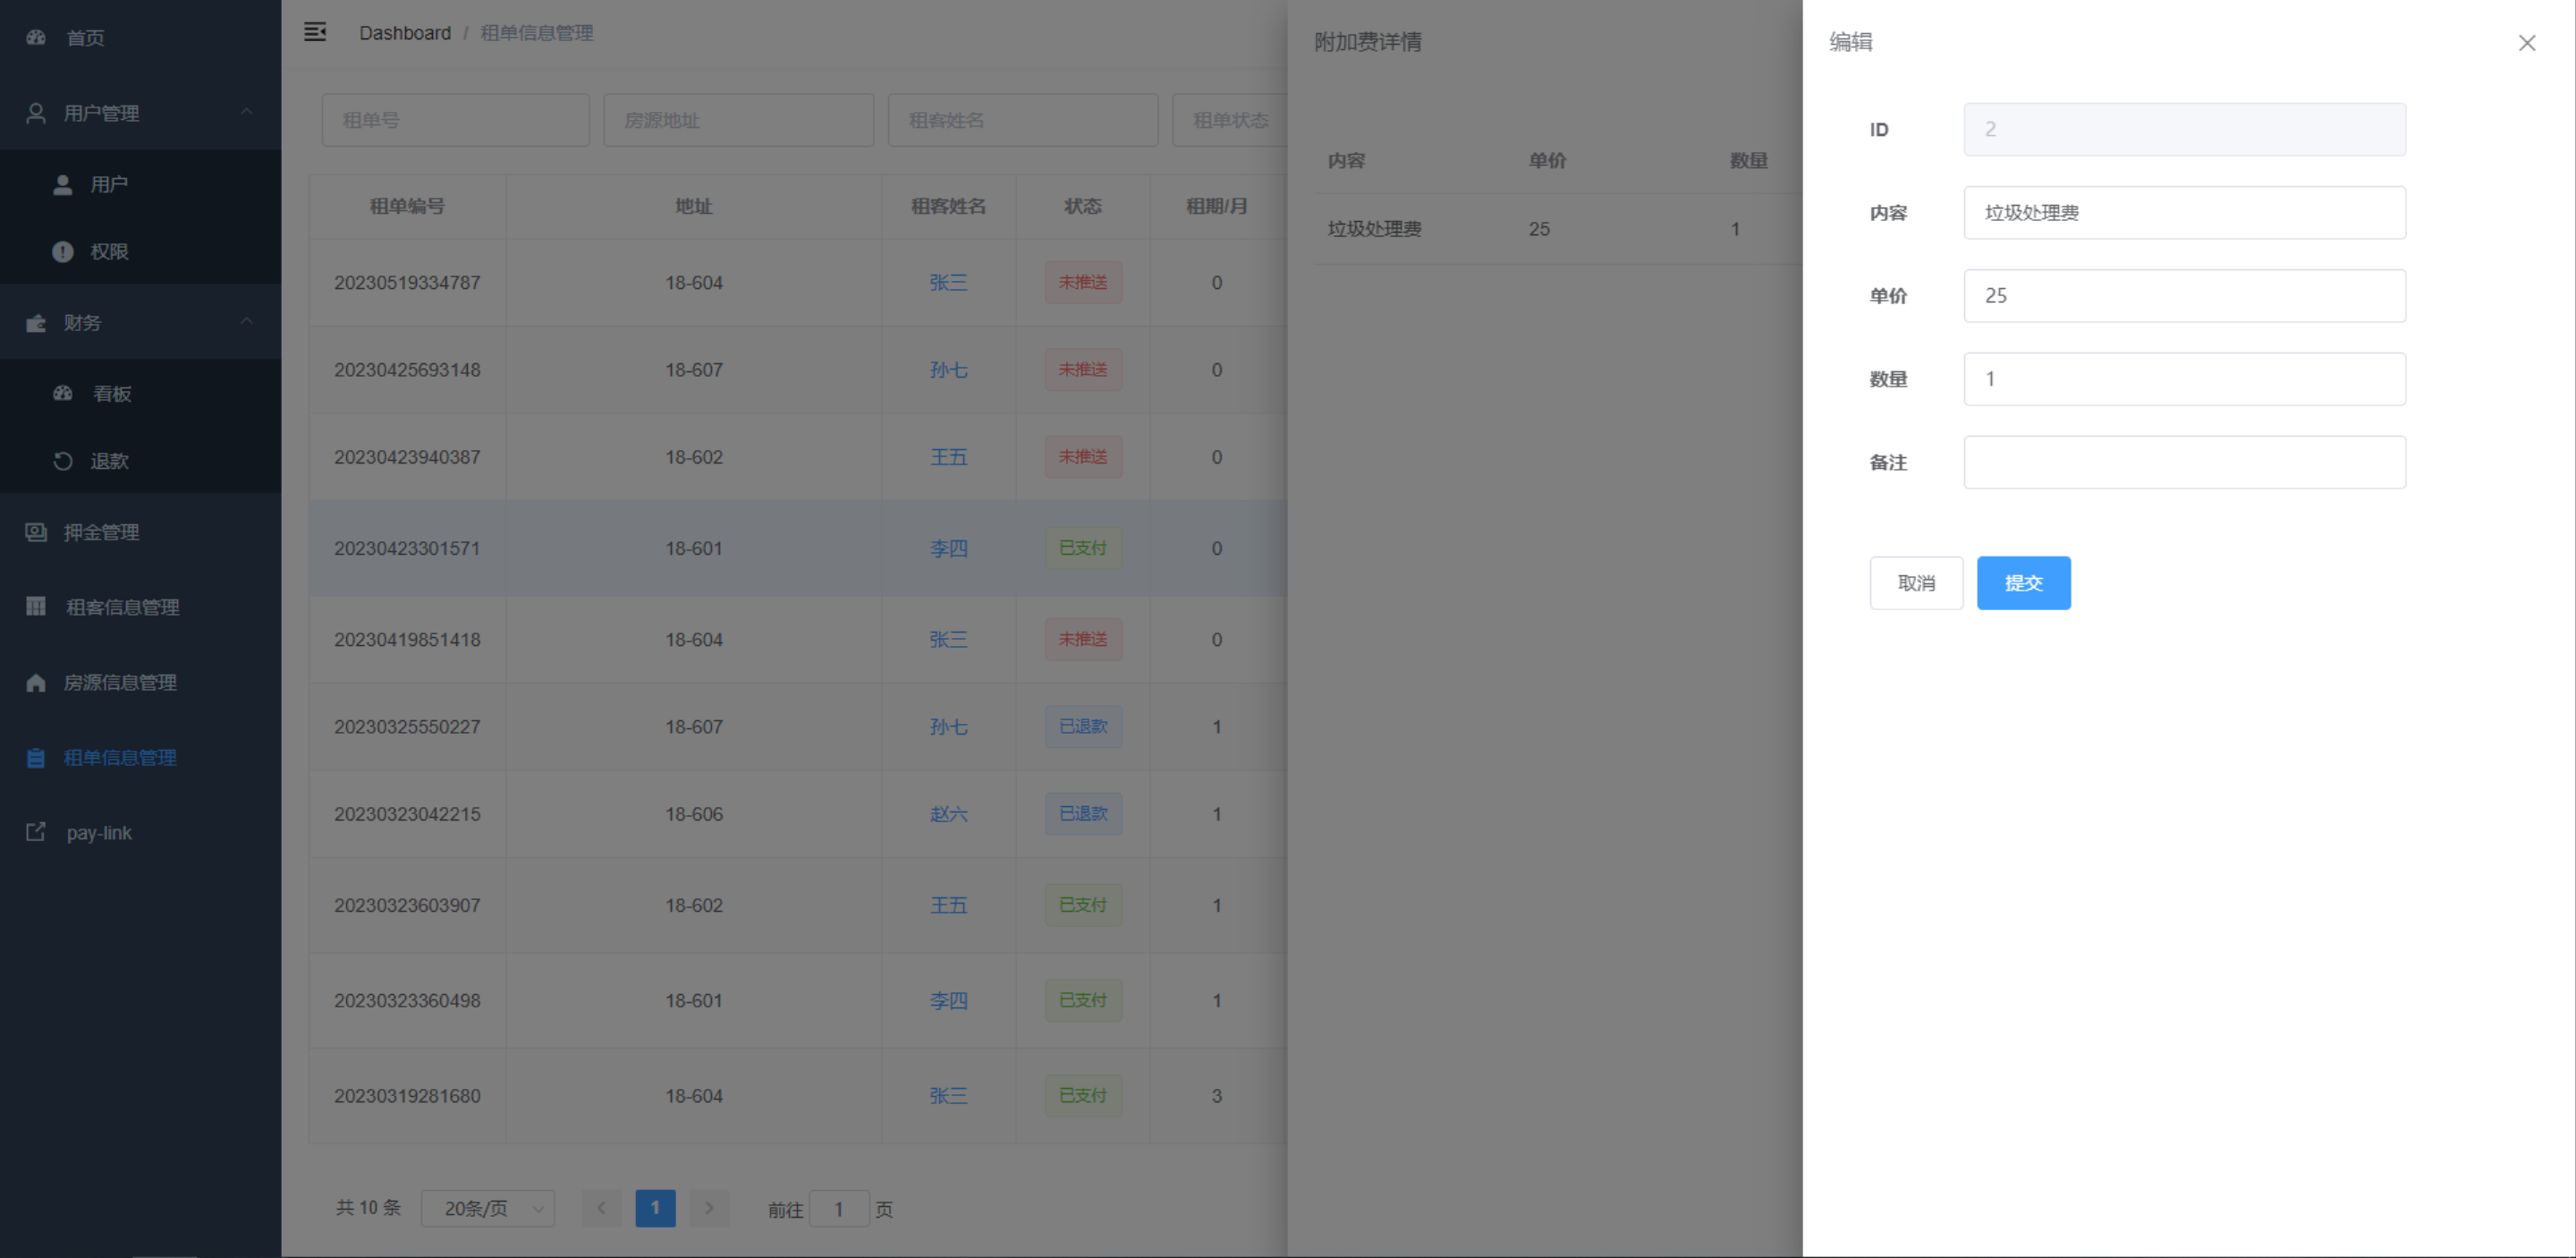 首页
用户管理
用户
权限
财务
看板
退款
押金管理
租客信息管理
房源信息管理
租单信息管理
pay-link
Dashboard / 租单信息管理
租单号 房源地址 租客姓名 租单状态
租单编号 地址 租客姓名 状态 租期/月
20230519334787 18-604 张三 未推送 0
20230425693148 18-607 孙七 未推送 0
20230423940387 18-602 王五 未推送 0
20230423301571 18-601 李四 已支付 0
20230419851418 18-604 张三 未推送 0
20230325550227 18-607 孙七 已退款 1
20230323042215 18-606 赵六 已退款 1
20230323603907 18-602 王五 已支付 1
20230323360498 18-601 李四 已支付 1
20230319281680 18-604 张三 已支付 3
共 10 条 20条/页 1 前往 1 页
附加费详情
内容 单价 数量
垃圾处理费 25 1
编辑
ID 2
内容 垃圾处理费
单价 25
数量 1
备注
取消 提交